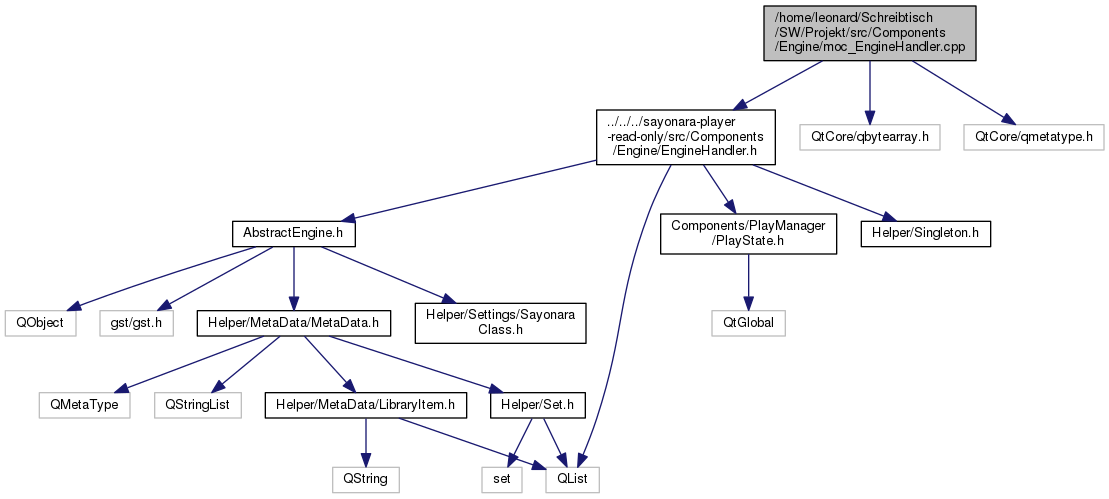 /home/leonard/Schreibtisch
/SW/Projekt/src/Components
/Engine/moc_EngineHandler.cpp
../../../sayonara-player
-read-only/src/Components
/Engine/EngineHandler.h
QtCore/qbytearray.h
QtCore/qmetatype.h
AbstractEngine.h
Components/PlayManager
/PlayState.h
Helper/Singleton.h
QObject
gst/gst.h
Helper/MetaData/MetaData.h
Helper/Settings/Sayonara
Class.h
QtGlobal
QMetaType
QStringList
Helper/MetaData/LibraryItem.h
Helper/Set.h
QString
set
QList